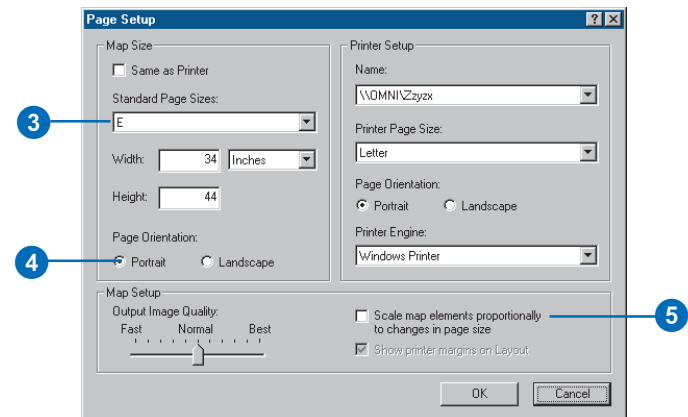 Page Setup
Map Size
Same as Printer
Standard Page Sizes:
E
Width: 34 Inches
Height: 44
Page Orientation:
Portrait Landscape
Printer Setup
Name:
\\OMNI\Zzyzx
Printer Page Size:
Letter
Page Orientation:
Portrait Landscape
Printer Engine:
Windows Printer
Map Setup
Output Image Quality:
Fast Normal Best
Scale map elements proportionally
to changes in page size
Show printer margins on Layout
OK Cancel
3
4
5